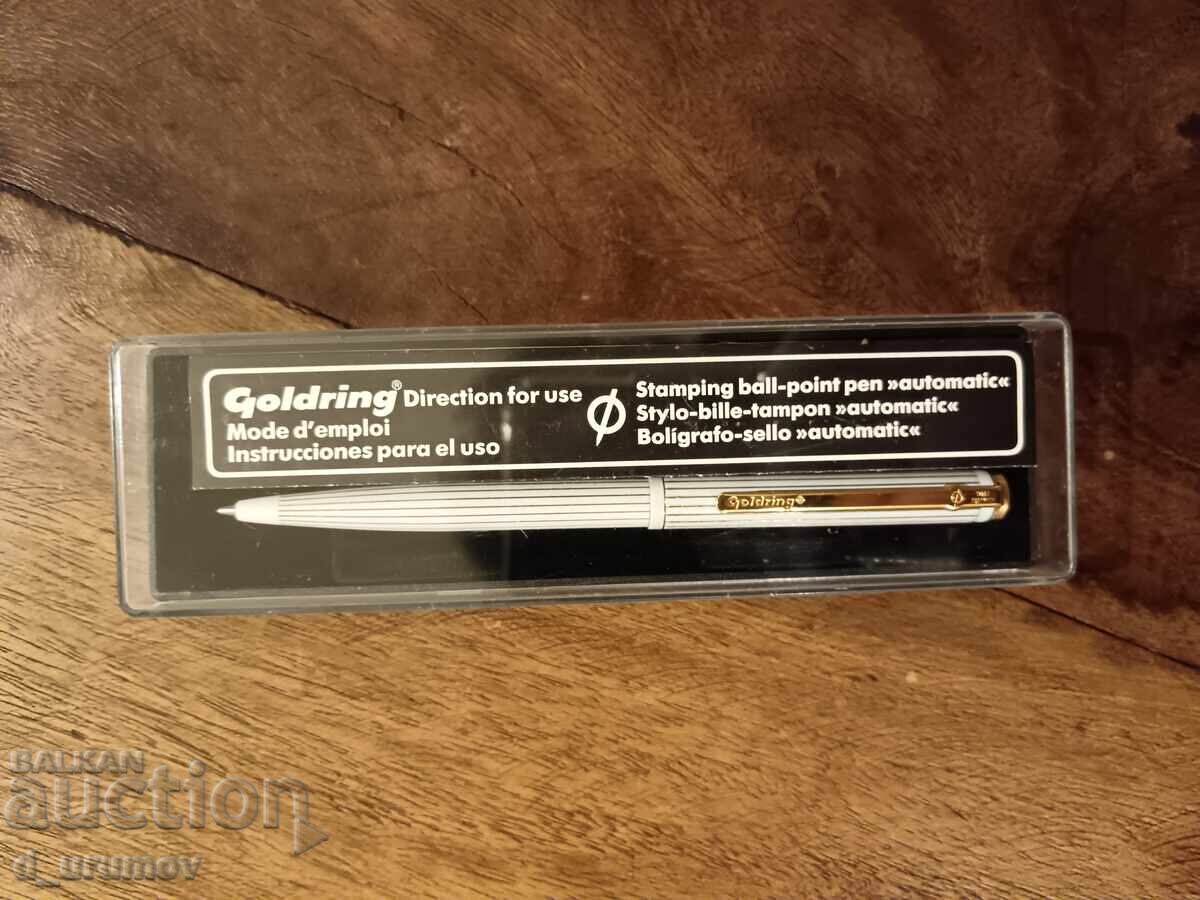 Goldring® Direction for use
Mode d'emploi
Instrucciones para el uso
Stamping ball-point pen »automatic«
Stylo-bille-tampon »automatic«
Bolígrafo-sello »automatic«
Goldring
BALKAN
auction
d_urumov